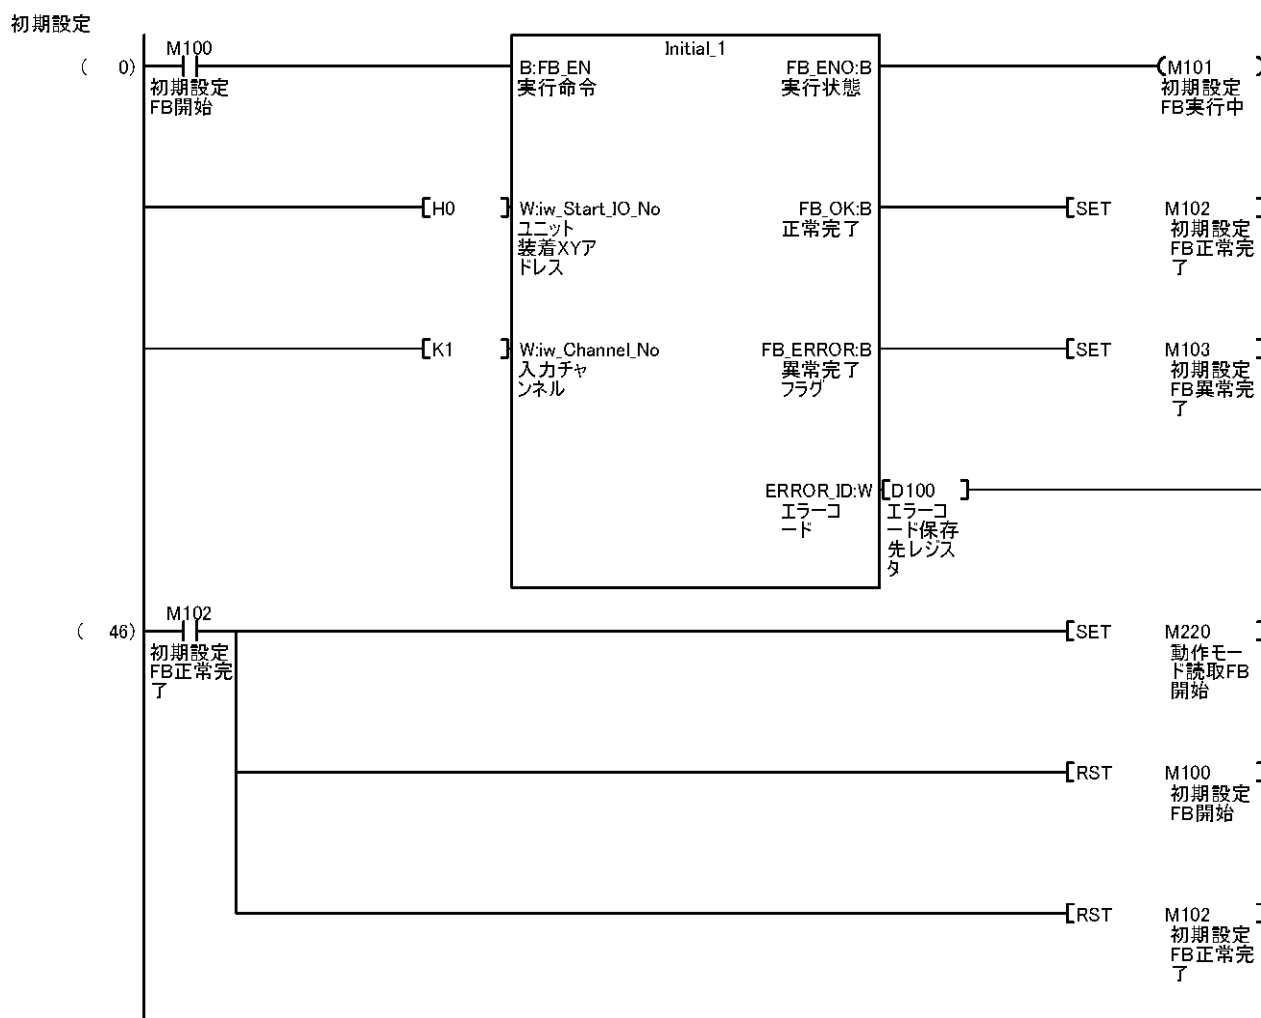 初期設定
M100
Initial_1
( 0)
B:FB_EN
FB_ENO:B
(M101 )
初期設定
FB開始
実行命令
実行状態
初期設定
FB実行中
[H0 ]
W:iw_Start_IO_No
FB_OK:B
[SET M102 ]
ユニット
装着XYア
ドレス
正常完了
初期設定
FB正常完
了
[K1 ]
W:iw_Channel_No
FB_ERROR:B
[SET M103 ]
入力チャ
ンネル
異常完了
フラグ
初期設定
FB異常完
了
ERROR_ID:W
[D100 ]
エラーコ
ード
エラーコ
ード保存
先レジス
タ
M102
( 46)
[SET M220 ]
初期設定
FB正常完
了
動作モー
ド読取FB
開始
[RST M100 ]
初期設定
FB開始
[RST M102 ]
初期設定
FB正常完
了